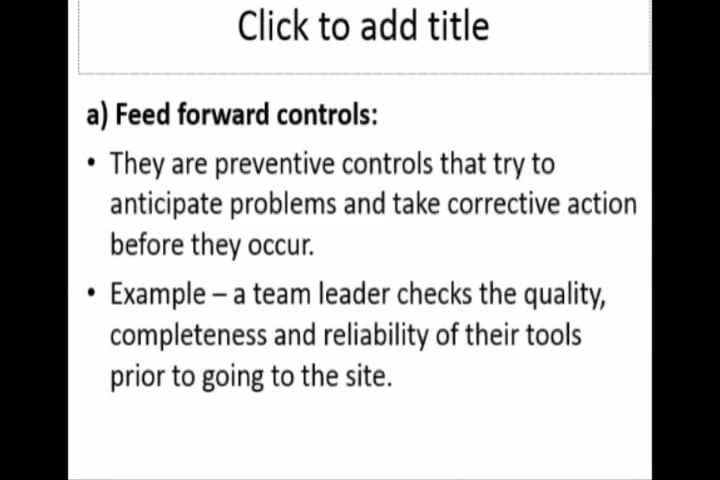 Click to add title
a) Feed forward controls:
• They are preventive controls that try to
anticipate problems and take corrective action
before they occur.
• Example – a team leader checks the quality,
completeness and reliability of their tools
prior to going to the site.